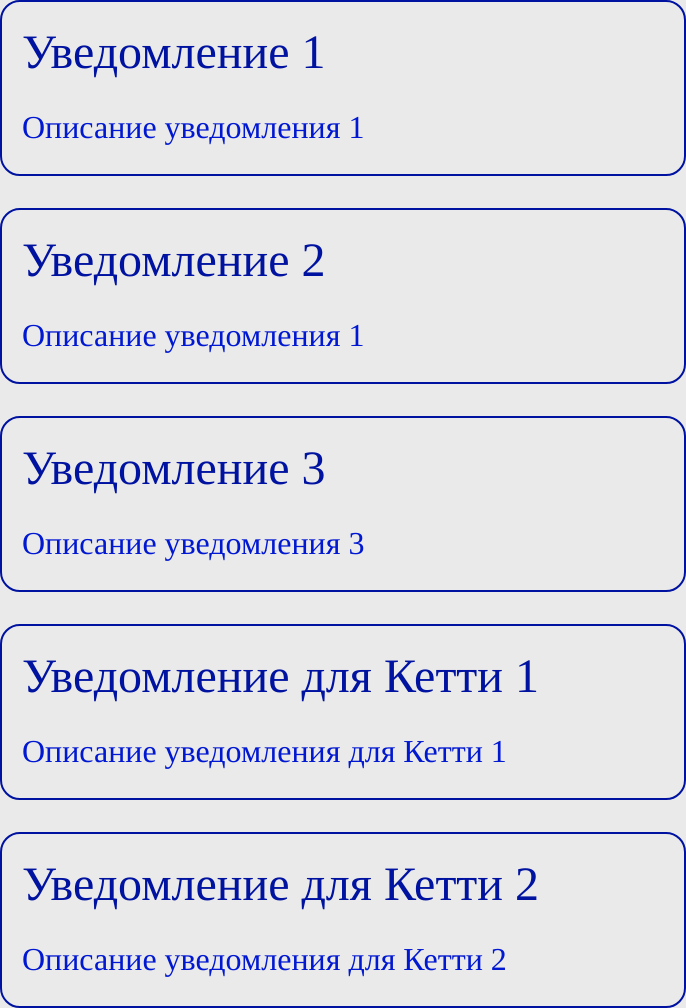 Уведомление 1
Описание уведомления 1
Уведомление 2
Описание уведомления 1
Уведомление 3
Описание уведомления 3
Уведомление для Кетти 1
Описание уведомления для Кетти 1
Уведомление для Кетти 2
Описание уведомления для Кетти 2